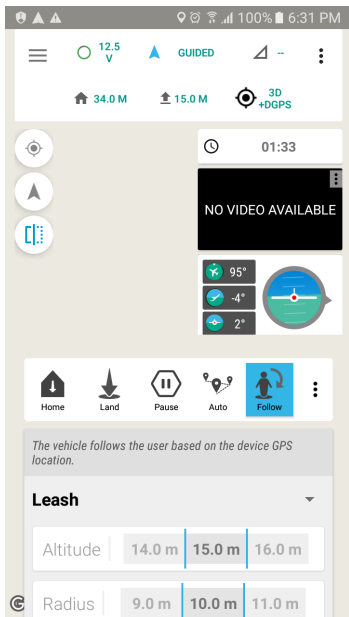 100% 6:31 PM
12.5
V
GUIDED
--
34.0 M
15.0 M
3D
+DGPS
01:33
NO VIDEO AVAILABLE
95°
-4°
2°
Home Land Pause Auto Follow
The vehicle follows the user based on the device GPS
location.
Leash
Altitude 14.0 m 15.0 m 16.0 m
Radius 9.0 m 10.0 m 11.0 m
G